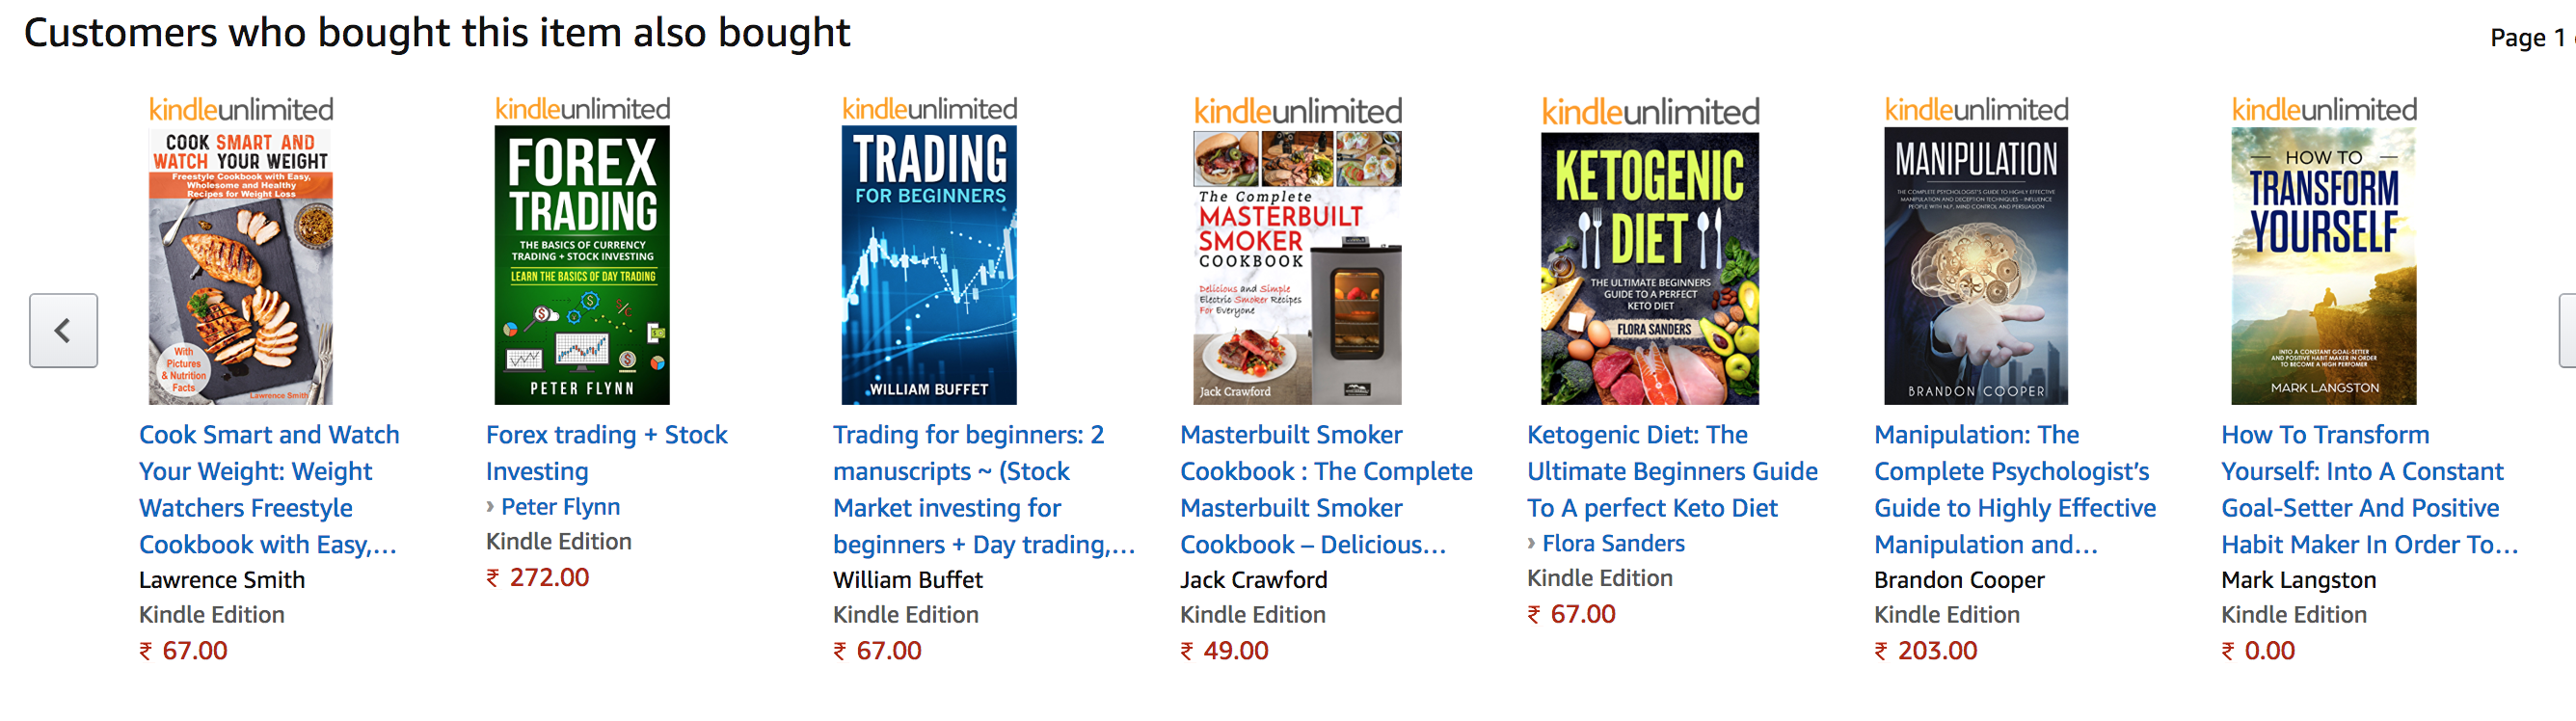 Customers who bought this item also bought
Page 1
kindleunlimited
COOK SMART AND
WATCH YOUR WEIGHT
Freestyle Cookbook with Easy,
Wholesome and Healthy
Recipes for Weight Loss
With
Pictures
& Nutrition
Facts
Lawrence Smith
Cook Smart and Watch
Your Weight: Weight
Watchers Freestyle
Cookbook with Easy,...
Lawrence Smith
Kindle Edition
₹ 67.00
kindleunlimited
FOREX
TRADING
THE BASICS OF CURRENCY
TRADING + STOCK INVESTING
LEARN THE BASICS OF DAY TRADING
PETER FLYNN
Forex trading + Stock
Investing
› Peter Flynn
Kindle Edition
₹ 272.00
kindleunlimited
TRADING
FOR BEGINNERS
WILLIAM BUFFET
Trading for beginners: 2
manuscripts ~ (Stock
Market investing for
beginners + Day trading,...
William Buffet
Kindle Edition
₹ 67.00
kindleunlimited
The Complete
MASTERBUILT
SMOKER
COOKBOOK
Delicious and Simple
Electric Smoker Recipes
For Everyone
Jack Crawford
Masterbuilt Smoker
Cookbook : The Complete
Masterbuilt Smoker
Cookbook – Delicious...
Jack Crawford
Kindle Edition
₹ 49.00
kindleunlimited
KETOGENIC
DIET
THE ULTIMATE BEGINNERS
GUIDE TO A PERFECT
KETO DIET
FLORA SANDERS
Ketogenic Diet: The
Ultimate Beginners Guide
To A perfect Keto Diet
› Flora Sanders
Kindle Edition
₹ 67.00
kindleunlimited
MANIPULATION
THE COMPLETE PSYCHOLOGIST'S GUIDE TO HIGHLY EFFECTIVE
MANIPULATION AND DECEPTION TECHNIQUES - INFLUENCE
PEOPLE WITH NLP, MIND CONTROL AND PERSUASION
BRANDON COOPER
Manipulation: The
Complete Psychologist's
Guide to Highly Effective
Manipulation and...
Brandon Cooper
Kindle Edition
₹ 203.00
kindleunlimited
HOW TO
TRANSFORM
YOURSELF
INTO A CONSTANT GOAL-SETTER
AND POSITIVE HABIT MAKER IN ORDER
TO BECOME A HIGH PERFOMER
MARK LANGSTON
How To Transform
Yourself: Into A Constant
Goal-Setter And Positive
Habit Maker In Order To...
Mark Langston
Kindle Edition
₹ 0.00